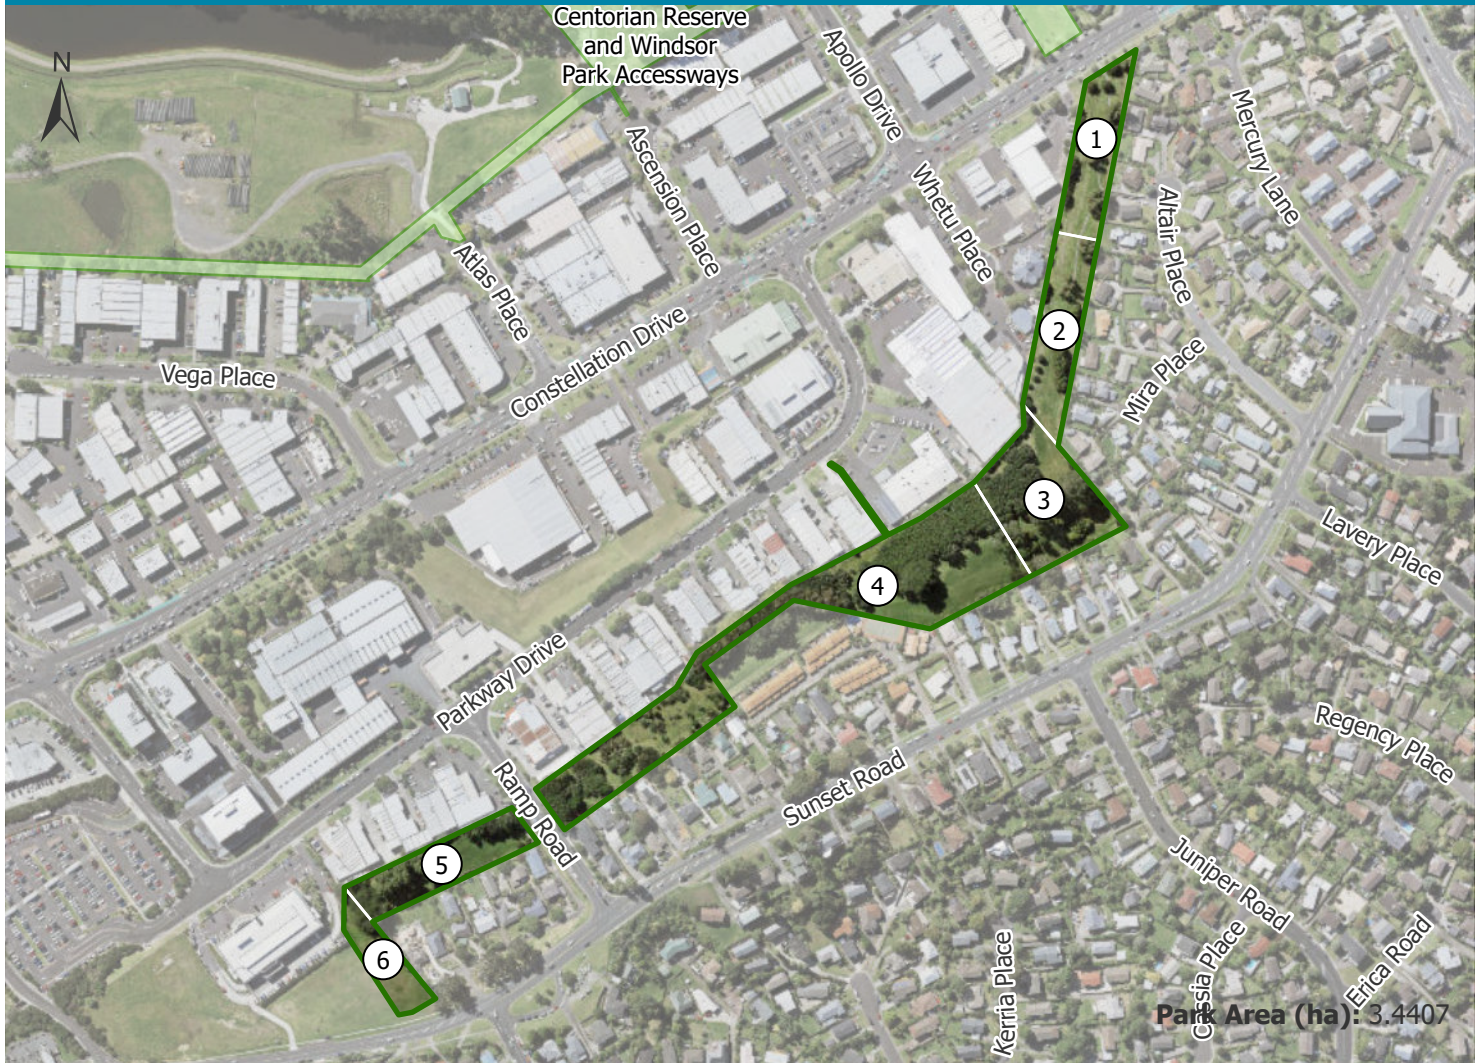 Centorian Reserve
and Windsor
Park Accessways
N
Apollo Drive
Mercury Lane
1
Ascension Place
Whetu Place
Altair Place
Atlas Place
Constellation Drive
2
Mira Place
Vega Place
3
Lavery Place
4
Parkway Drive
Regency Place
Sunset Road
Ramp Road
5
Juniper Road
6
Kerria Place
Cassia Place
Erica Road
Park Area (ha): 3.4407